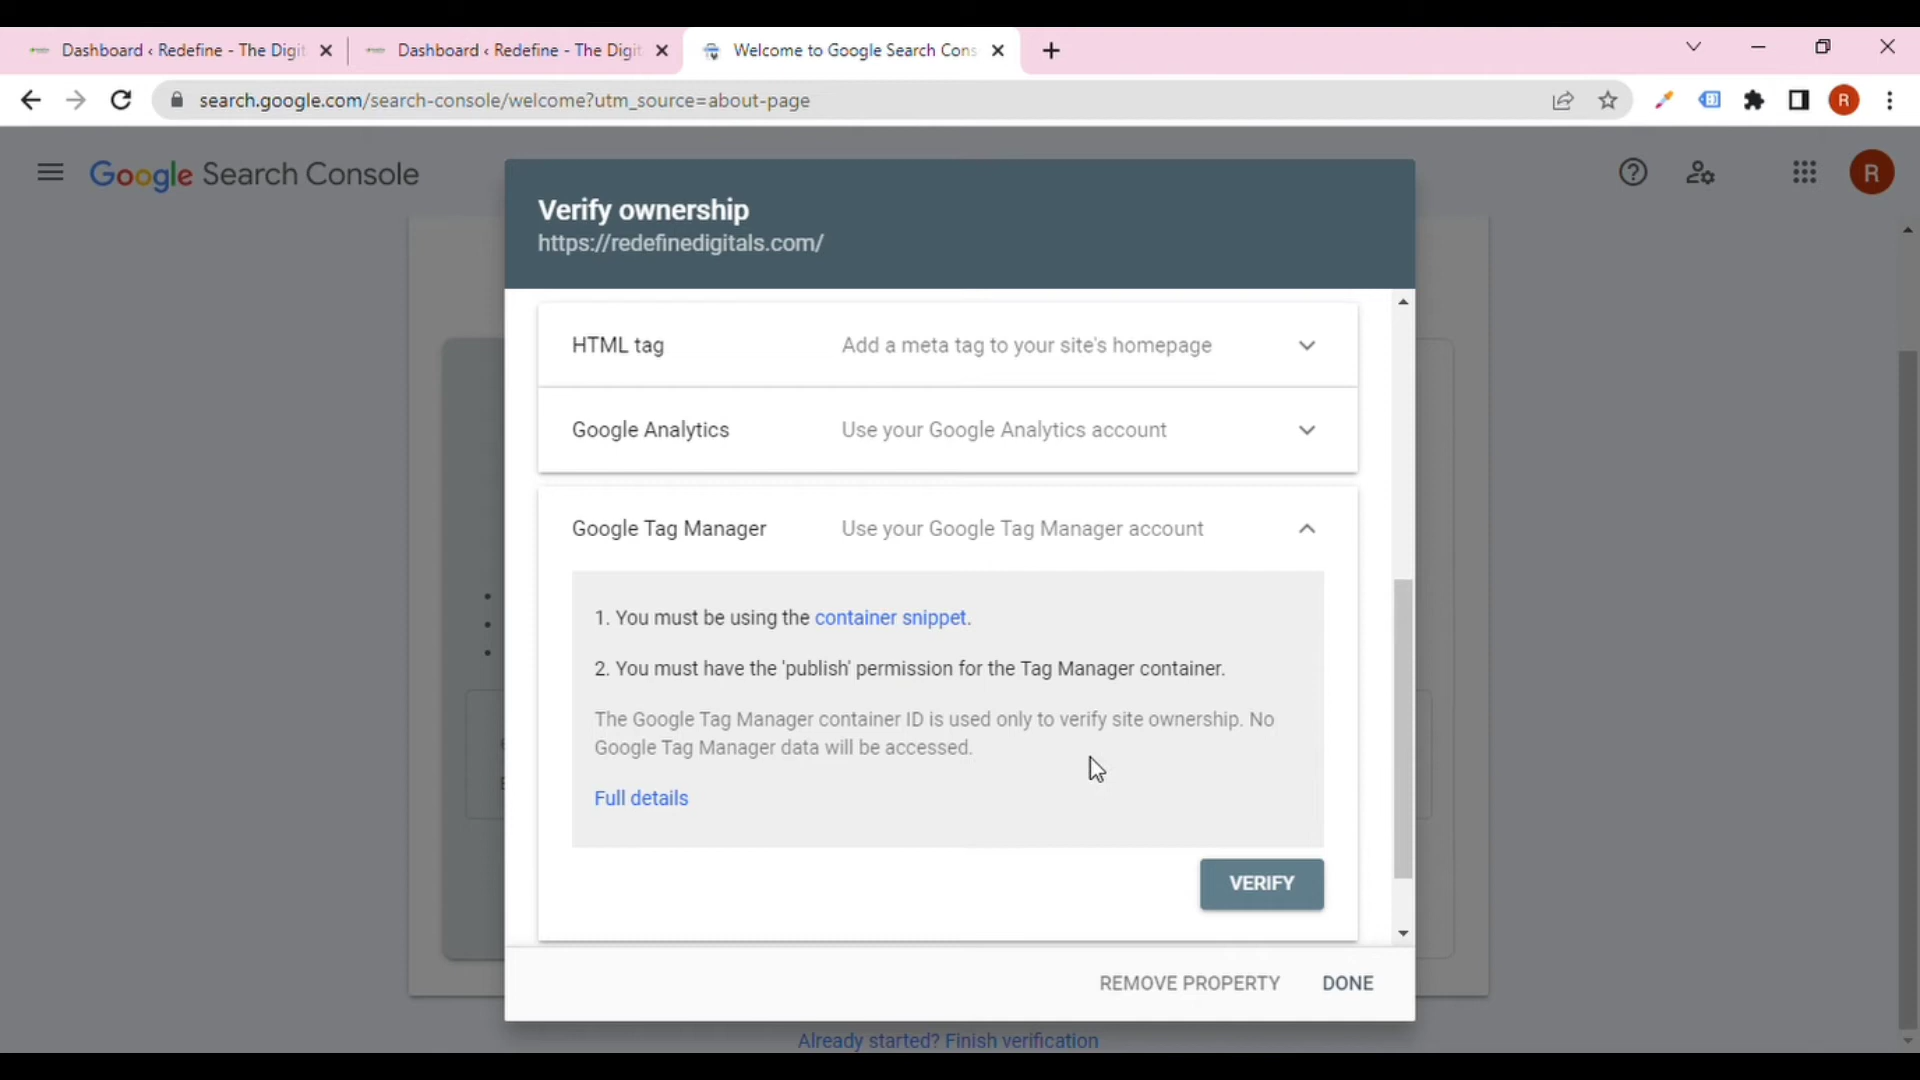 Dashboard ‹ Redefine - The Digit
Dashboard ‹ Redefine - The Digit
Welcome to Google Search Cons
search.google.com/search-console/welcome?utm_source=about-page
R
Google Search Console
R
Verify ownership
https://redefinedigitals.com/
HTML tag Add a meta tag to your site's homepage
Google Analytics Use your Google Analytics account
Google Tag Manager Use your Google Tag Manager account
1. You must be using the container snippet.
2. You must have the 'publish' permission for the Tag Manager container.
The Google Tag Manager container ID is used only to verify site ownership. No
Google Tag Manager data will be accessed.
Full details
VERIFY
REMOVE PROPERTY DONE
Already started? Finish verification